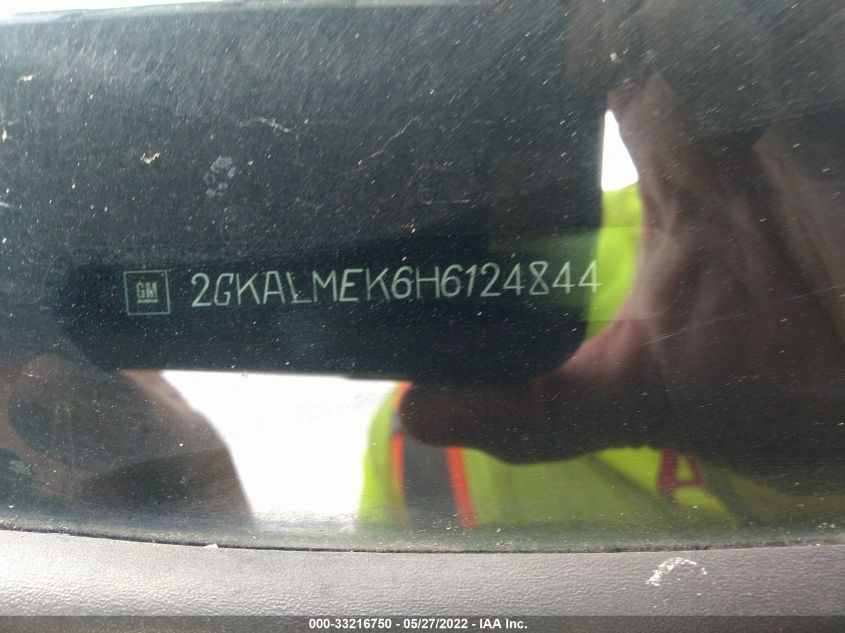 GM 2GKALMEK6H6124844
000-33216750 - 05/27/2022 - IAA Inc.